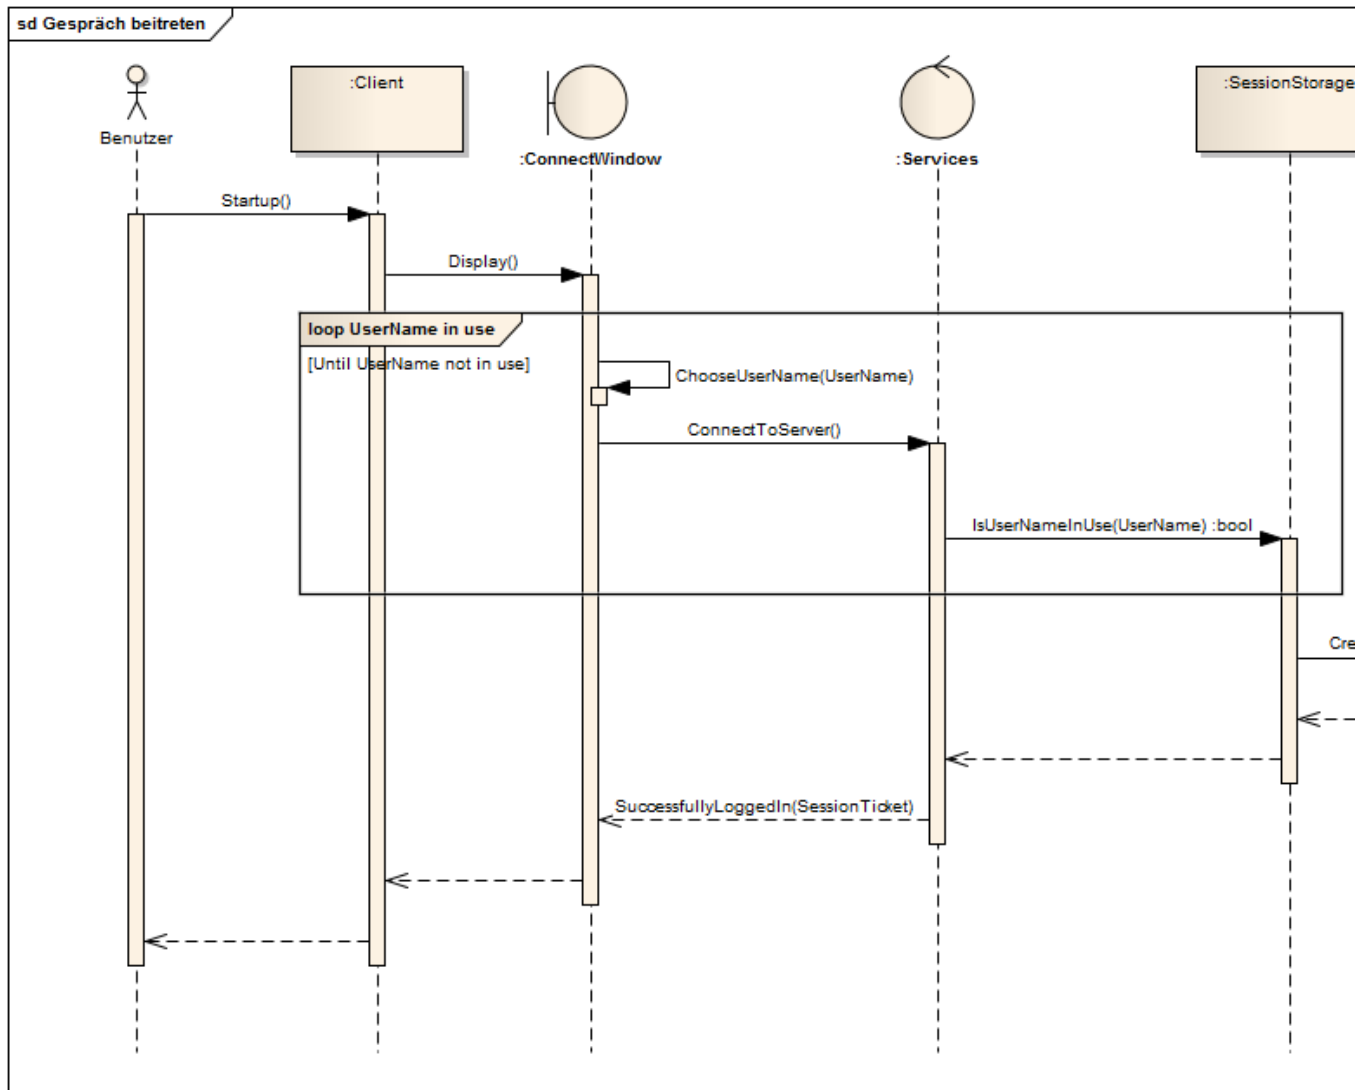 sd Gespräch beitreten
Benutzer
:Client
:ConnectWindow
:Services
:SessionStorage
Startup()
Display()
loop UserName in use
[Until UserName not in use]
ChooseUserName(UserName)
ConnectToServer()
IsUserNameInUse(UserName) :bool
Cre
SuccessfullyLoggedIn(SessionTicket)